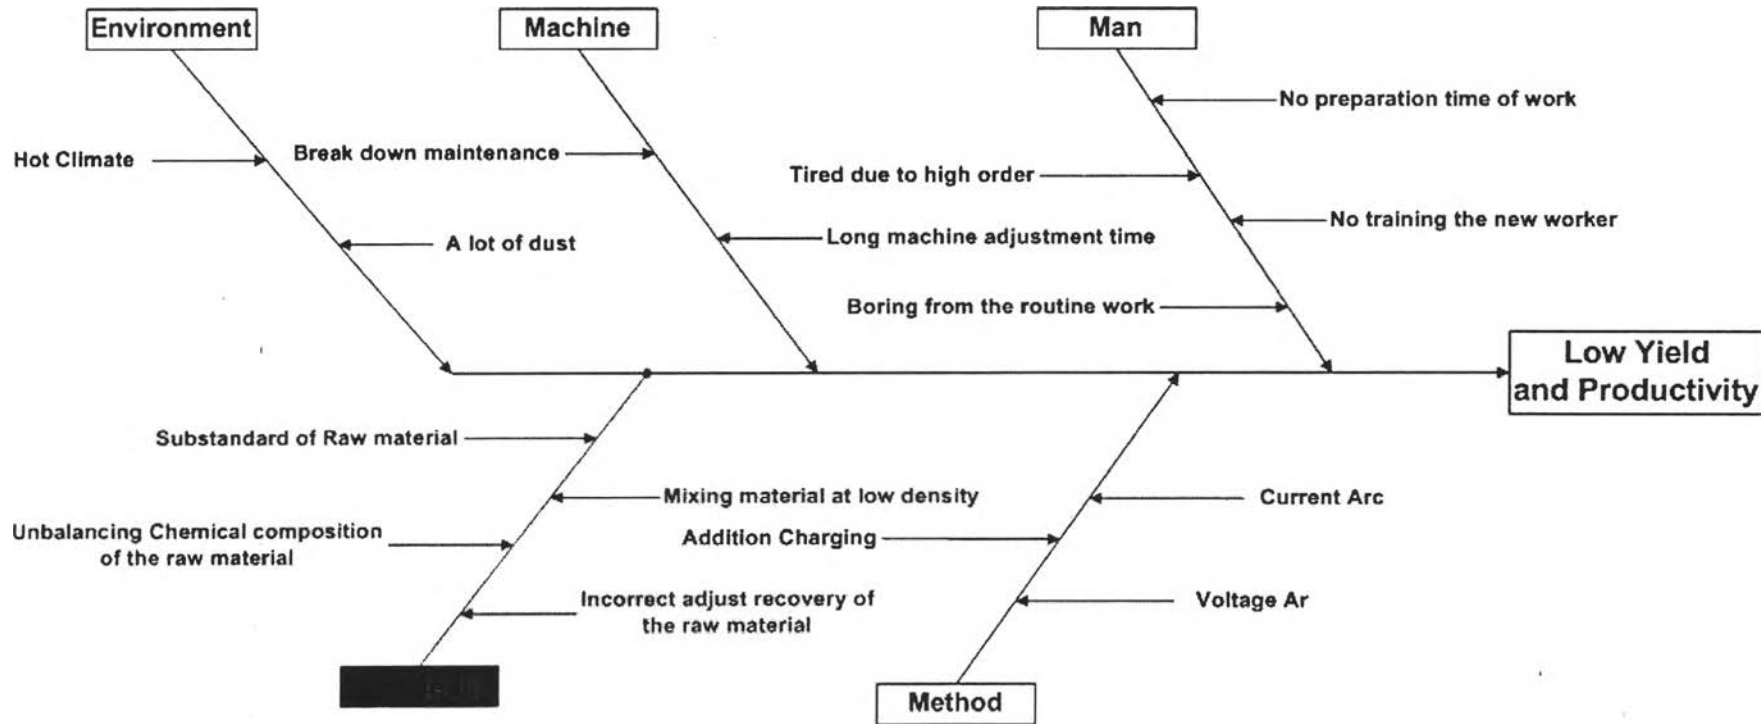 Environment
Machine
Man
No preparation time of work
Hot Climate
Break down maintenance
Tired due to high order
No training the new worker
A lot of dust
Long machine adjustment time
Boring from the routine work
Low Yield
and Productivity
Substandard of Raw material
Mixing material at low density
Current Arc
Unbalancing Chemical composition
of the raw material
Addition Charging
Incorrect adjust recovery of
the raw material
Voltage Ar
Method